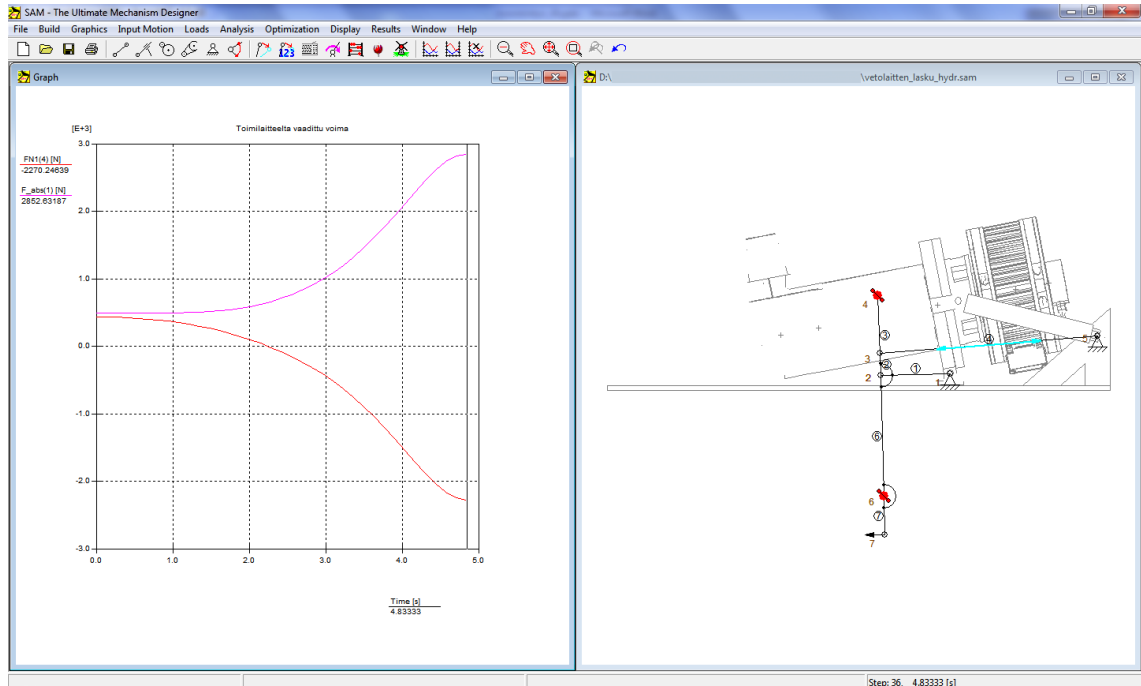 SAM - The Ultimate Mechanism Designer
File Build Graphics Input Motion Loads Analysis Optimization Display Results Window Help
123
Graph
[E+3]
Toimilaitteelta vaadittu voima
3.0
FN1(4) [N]
-2270.24639
F_abs(1) [N]
2852.63187
2.0
1.0
0.0
-1.0
-2.0
-3.0
0.0 1.0 2.0 3.0 4.0 5.0
Time [s]
4.83333
D:\ \vetolaitten_lasku_hydr.sam
4
3
3
4
5
2
2
1
1
6
6
7
7
Step: 36, 4.83333 [s]